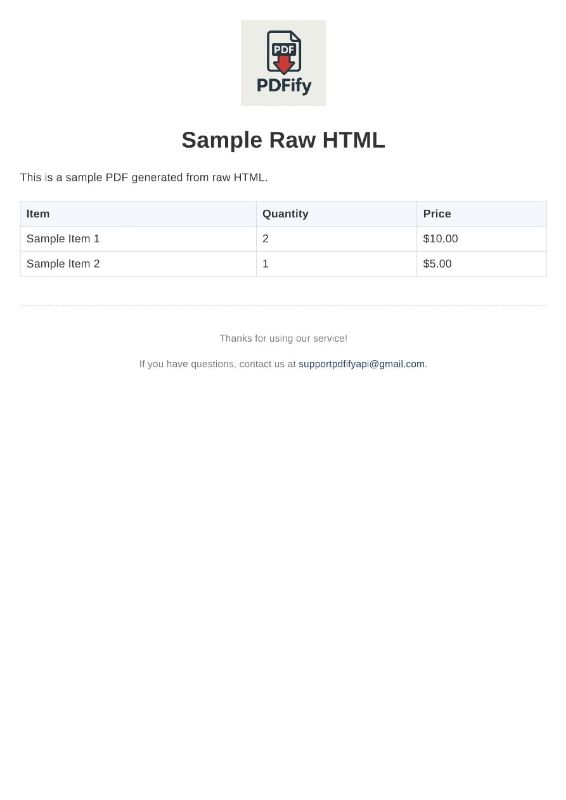 PDF
PDFify
Sample Raw HTML
This is a sample PDF generated from raw HTML.
Item Quantity Price
Sample Item 1 2 $10.00
Sample Item 2 1 $5.00
Thanks for using our service!
If you have questions, contact us at supportpdfifyapi@gmail.com.